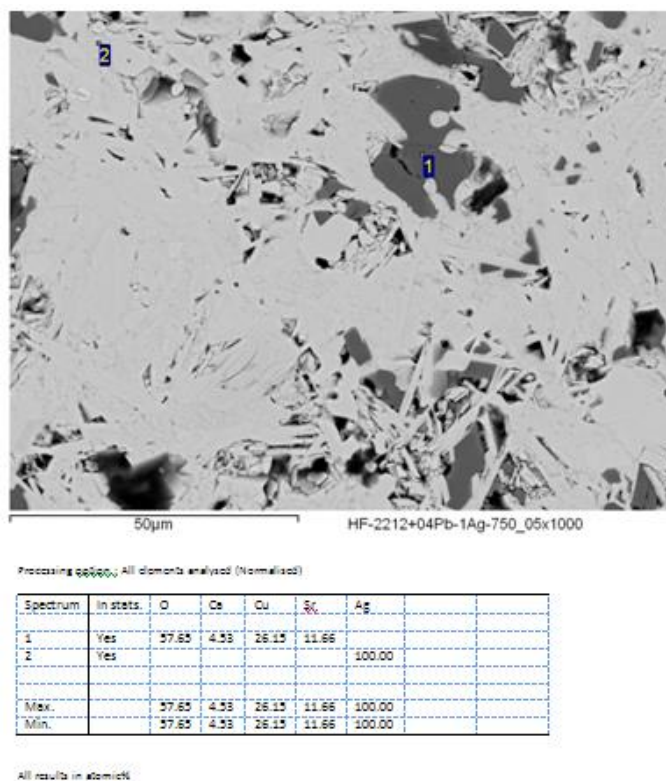 2
1
50µm HF-2212+04Pb-1Ag-750_05x1000
Processing option : All elements analysed (Normalised)
Spectrum In stats. O Ca Cu Sr Ag
1 Yes 57.65 4.53 26.15 11.66
2 Yes 100.00
Max. 57.65 4.53 26.15 11.66 100.00
Min. 57.65 4.53 26.15 11.66 100.00
All results in atomic%